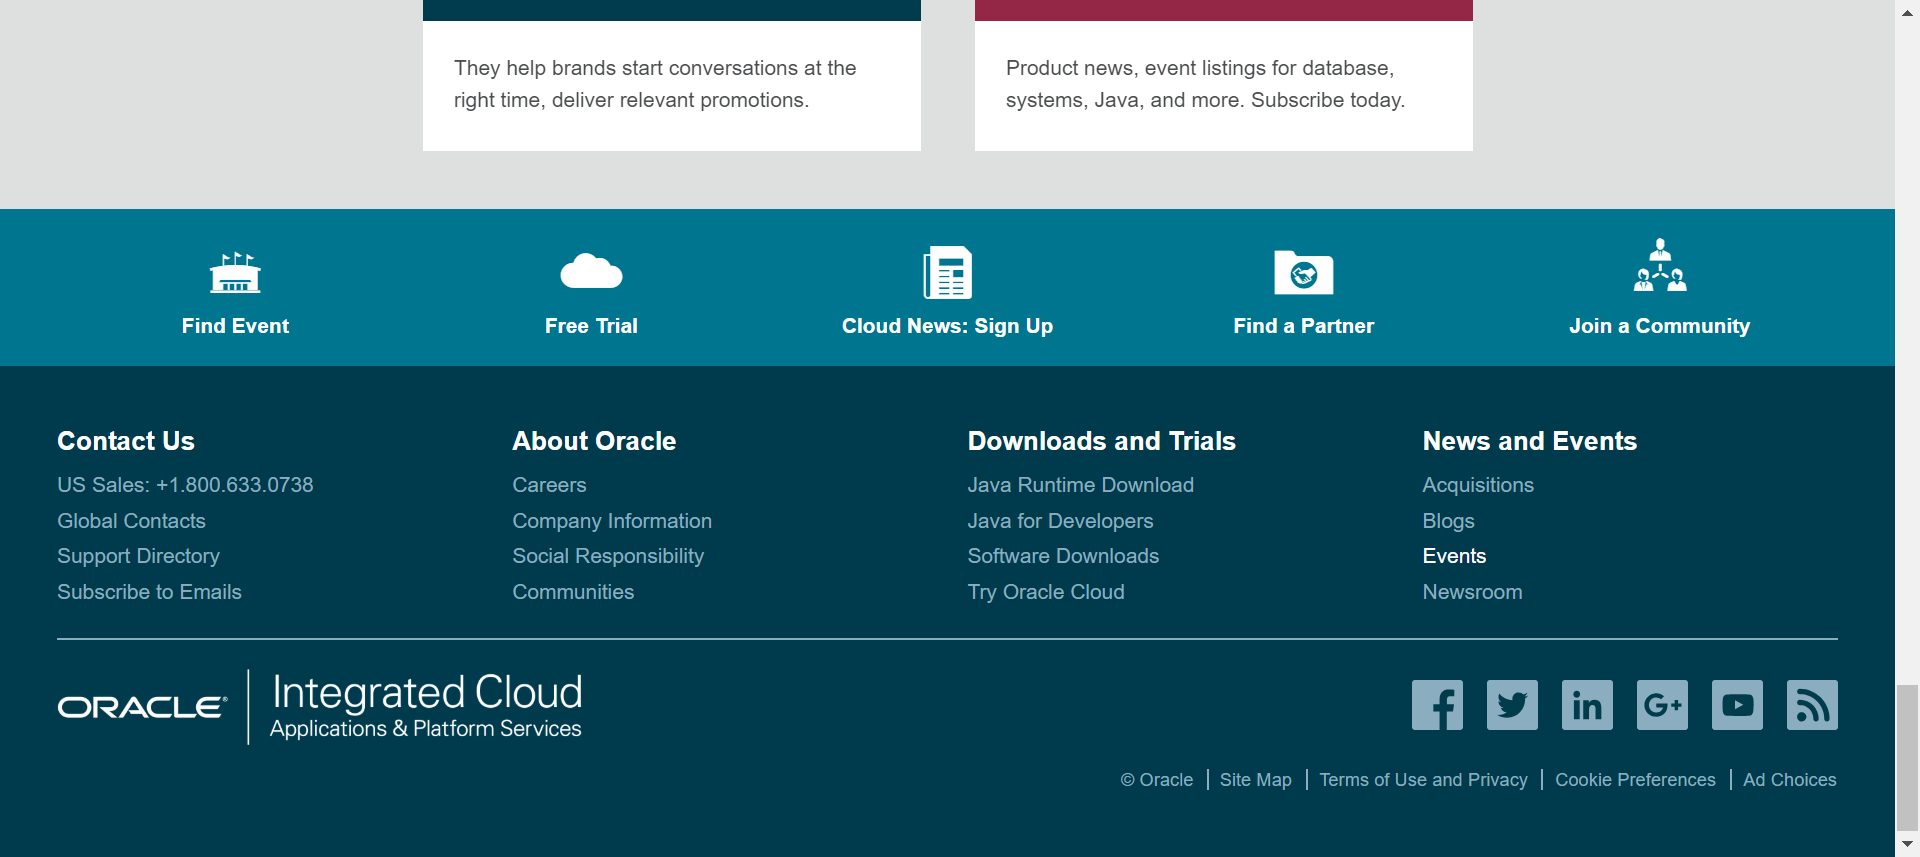 They help brands start conversations at the
right time, deliver relevant promotions.
Product news, event listings for database,
systems, Java, and more. Subscribe today.
Find Event
Free Trial
Cloud News: Sign Up
Find a Partner
Join a Community
Contact Us
US Sales: +1.800.633.0738
Global Contacts
Support Directory
Subscribe to Emails
About Oracle
Careers
Company Information
Social Responsibility
Communities
Downloads and Trials
Java Runtime Download
Java for Developers
Software Downloads
Try Oracle Cloud
News and Events
Acquisitions
Blogs
Events
Newsroom
ORACLE®
Integrated Cloud
Applications & Platform Services
in
G+
© Oracle | Site Map | Terms of Use and Privacy | Cookie Preferences | Ad Choices